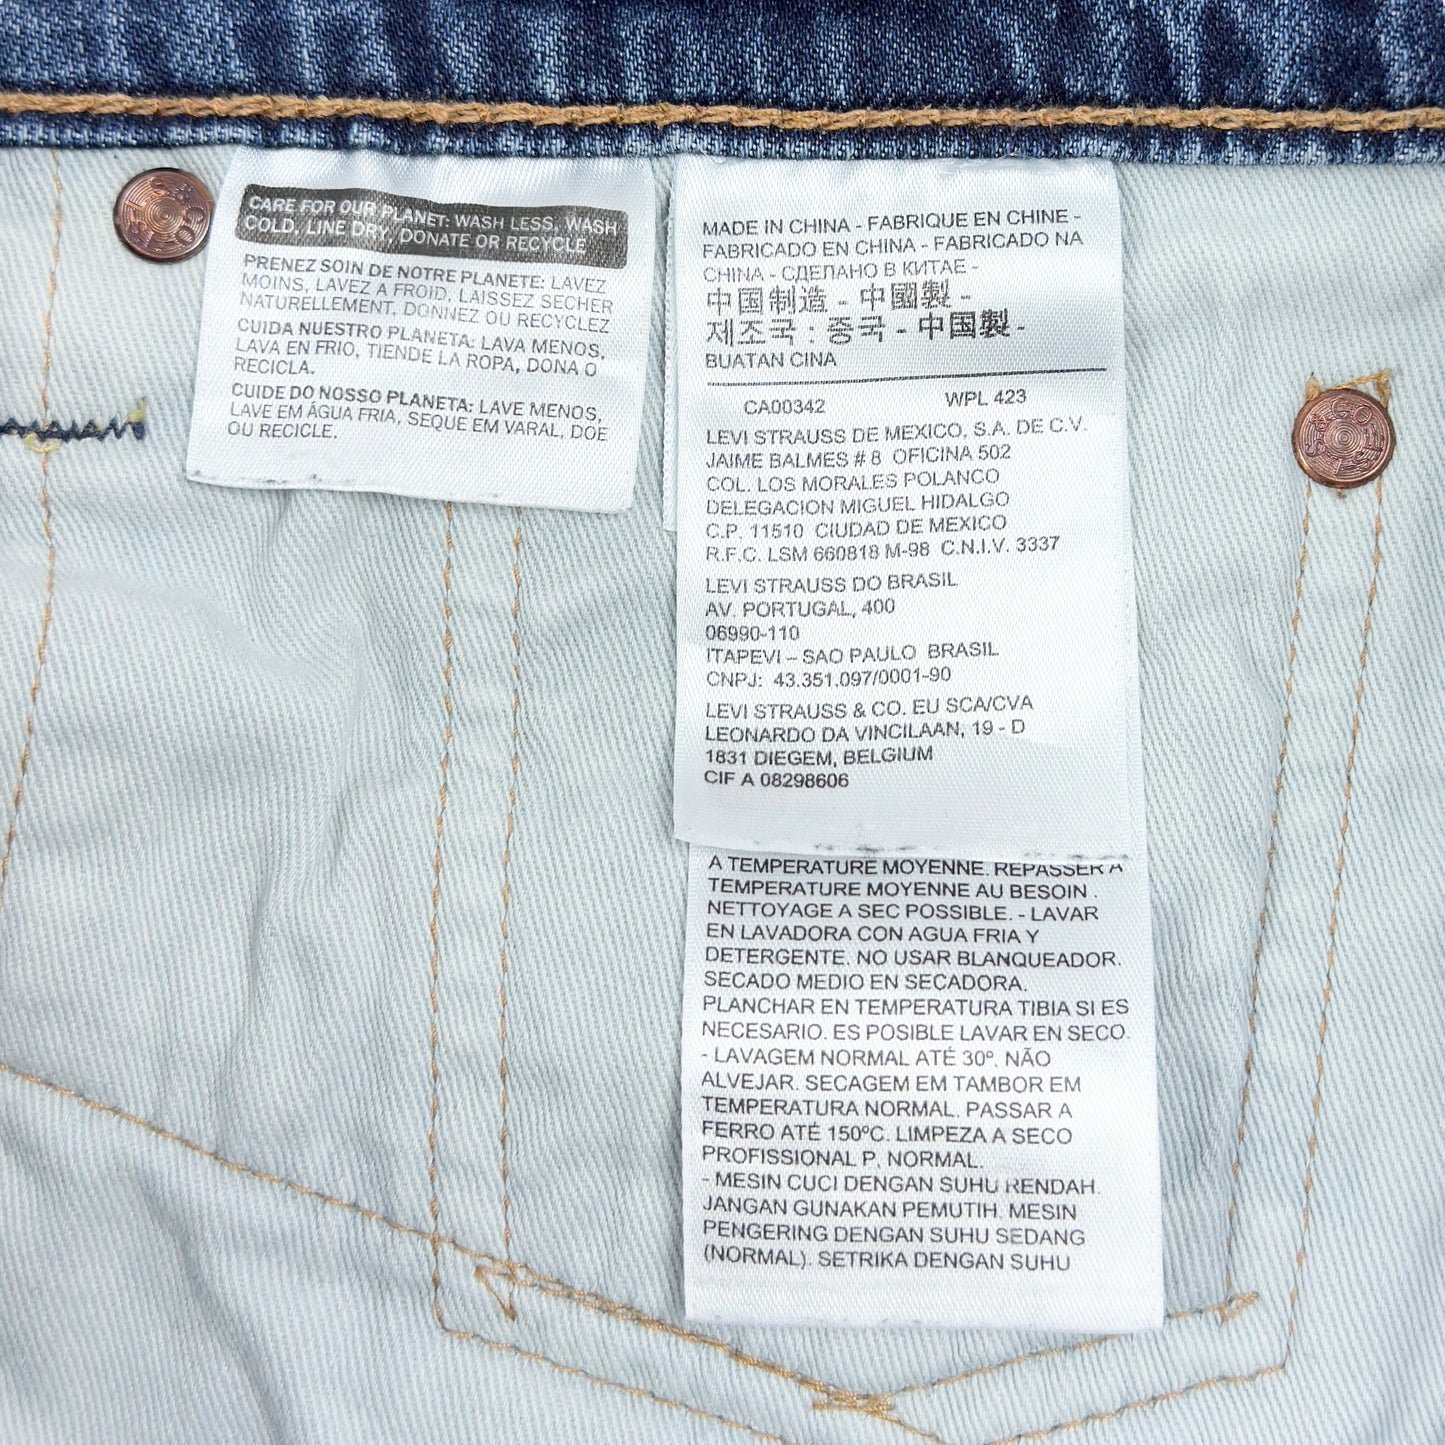 CARE FOR OUR PLANET: WASH LESS, WASH
COLD, LINE DRY, DONATE OR RECYCLE
PRENEZ SOIN DE NOTRE PLANETE: LAVEZ
MOINS, LAVEZ A FROID, LAISSEZ SECHER
NATURELLEMENT, DONNEZ OU RECYCLEZ
CUIDA NUESTRO PLANETA: LAVA MENOS,
LAVA EN FRIO, TIENDE LA ROPA, DONA O
RECICLA.
CUIDE DO NOSSO PLANETA: LAVE MENOS,
LAVE EM ÁGUA FRIA, SEQUE EM VARAL, DOE
OU RECICLE.
MADE IN CHINA - FABRIQUE EN CHINE -
FABRICADO EN CHINA - FABRICADO NA
CHINA - СДЕЛАНО В КИТАЕ -
中国制造 - 中國製 -
제조국 : 중국 - 中国製 -
BUATAN CINA
CA00342 WPL 423
LEVI STRAUSS DE MEXICO, S.A. DE C.V.
JAIME BALMES # 8 OFICINA 502
COL. LOS MORALES POLANCO
DELEGACION MIGUEL HIDALGO
C.P. 11510 CIUDAD DE MEXICO
R.F.C. LSM 660818 M-98 C.N.I.V. 3337
LEVI STRAUSS DO BRASIL
AV. PORTUGAL, 400
06990-110
ITAPEVI – SAO PAULO BRASIL
CNPJ: 43.351.097/0001-90
LEVI STRAUSS & CO. EU SCA/CVA
LEONARDO DA VINCILAAN, 19 - D
1831 DIEGEM, BELGIUM
CIF A 08298606
A TEMPERATURE MOYENNE. REPASSER A
TEMPERATURE MOYENNE AU BESOIN .
NETTOYAGE A SEC POSSIBLE. - LAVAR
EN LAVADORA CON AGUA FRIA Y
DETERGENTE. NO USAR BLANQUEADOR.
SECADO MEDIO EN SECADORA.
PLANCHAR EN TEMPERATURA TIBIA SI ES
NECESARIO. ES POSIBLE LAVAR EN SECO.
- LAVAGEM NORMAL ATÉ 30º. NÃO
ALVEJAR. SECAGEM EM TAMBOR EM
TEMPERATURA NORMAL. PASSAR A
FERRO ATÉ 150ºC. LIMPEZA A SECO
PROFISSIONAL P, NORMAL.
- MESIN CUCI DENGAN SUHU RENDAH.
JANGAN GUNAKAN PEMUTIH. MESIN
PENGERING DENGAN SUHU SEDANG
(NORMAL). SETRIKA DENGAN SUHU